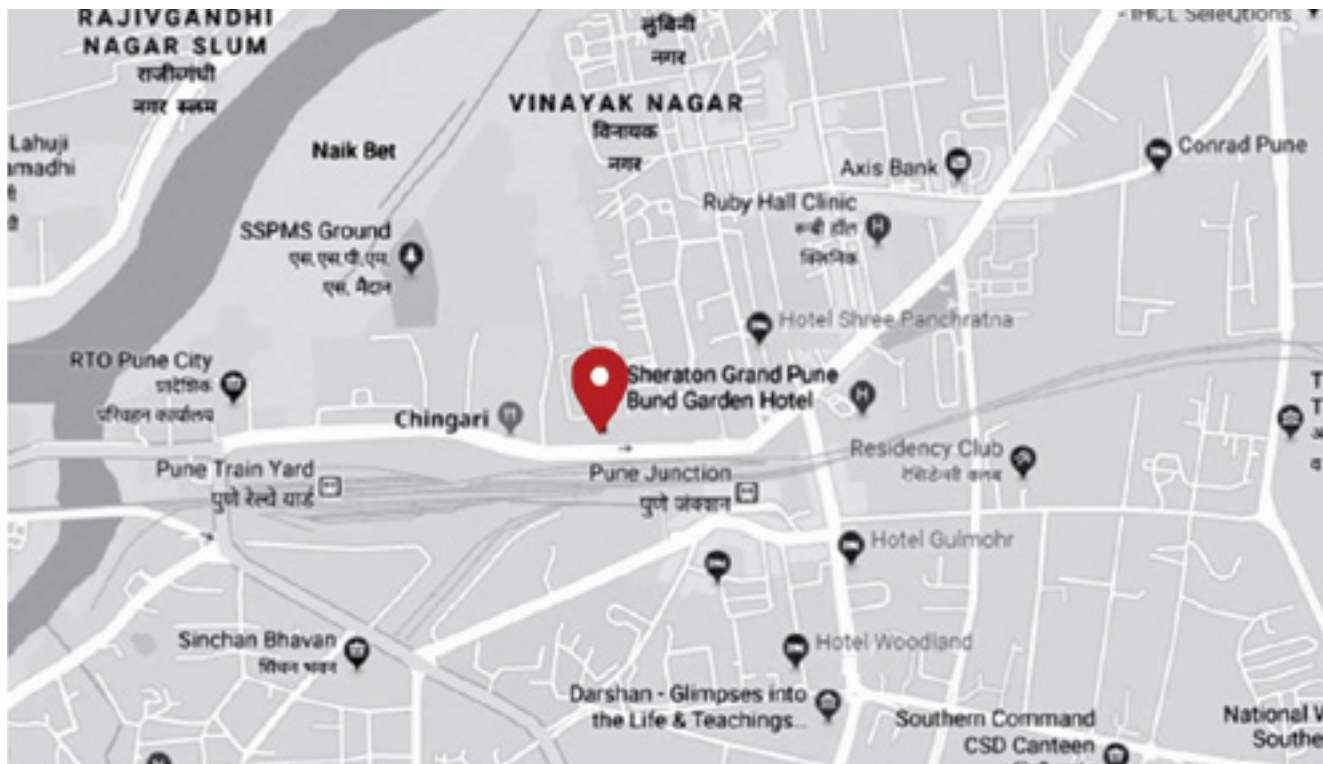 RAJIVGANDHI
NAGAR SLUM
राजीवगांधी
नगर स्लम
लुंबिनी
नगर
- IHCL SeleQtions
VINAYAK NAGAR
विनायक
नगर
Lahuji
amadhi
Naik Bet
Conrad Pune
Axis Bank
Ruby Hall Clinic
रूबी हॉल
क्लिनिक
SSPMS Ground
एस.एस.पी.एम.
एस. मैदान
Hotel Shree Panchratna
RTO Pune City
प्रादेशिक
परिवहन कार्यालय
Sheraton Grand Pune
Bund Garden Hotel
Chingari
Residency Club
रेसिडेन्सी क्लब
Pune Train Yard
पुणे रेल्वे यार्ड
Pune Junction
पुणे जंक्शन
Hotel Gulmohr
Sinchan Bhavan
सिंचन भवन
Hotel Woodland
Darshan - Glimpses into
the Life & Teachings...
Southern Command
CSD Canteen
National W
Southe